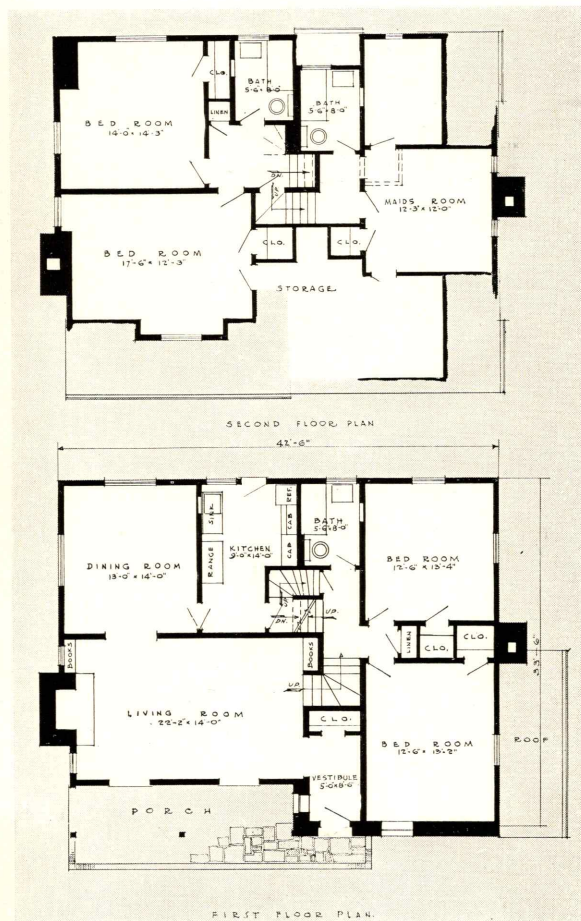 CLO.
BATH
5'-6" × 8'-0"
BED ROOM
14'-0" × 14'-3"
LINEN
BATH
5'-6" × 8'-0"
DN.
UP
MAIDS ROOM
12'-3" × 12'-0"
BED ROOM
17'-6" × 12'-3"
CLO.
CLO.
STORAGE
SECOND FLOOR PLAN
42'-6"
DINING ROOM
13'-0" × 14'-0"
SINK
RANGE
KITCHEN
9'-0" × 14'-0"
REF.
CAB
CAB
BATH
5'-6" × 8'-0"
BED ROOM
12'-6" × 13'-4"
UP.
DN.
UP.
LINEN
CLO.
CLO.
33'-6"
BOOKS
BOOKS
LIVING ROOM
22'-2" × 14'-0"
UP.
CLO.
VESTIBULE
5'-0" × 8'-0"
BED ROOM
12'-6" × 13'-2"
ROOF
PORCH
FIRST FLOOR PLAN.